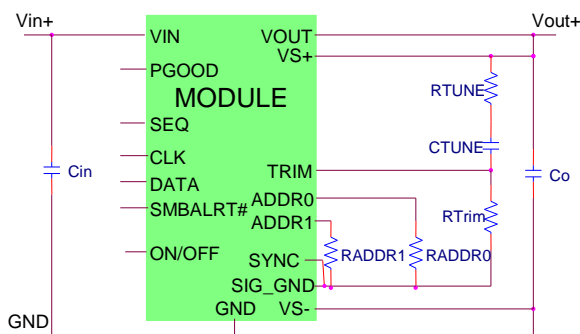 Vin+
Vout+
VIN
VOUT
VS+
PGOOD
RTUNE
MODULE
SEQ
CTUNE
CLK
TRIM
Cin
Co
DATA
ADDR0
SMBALRT#
RTrim
ADDR1
ON/OFF
RADDR1
RADDR0
SYNC
SIG_GND
GND
GND
VS-